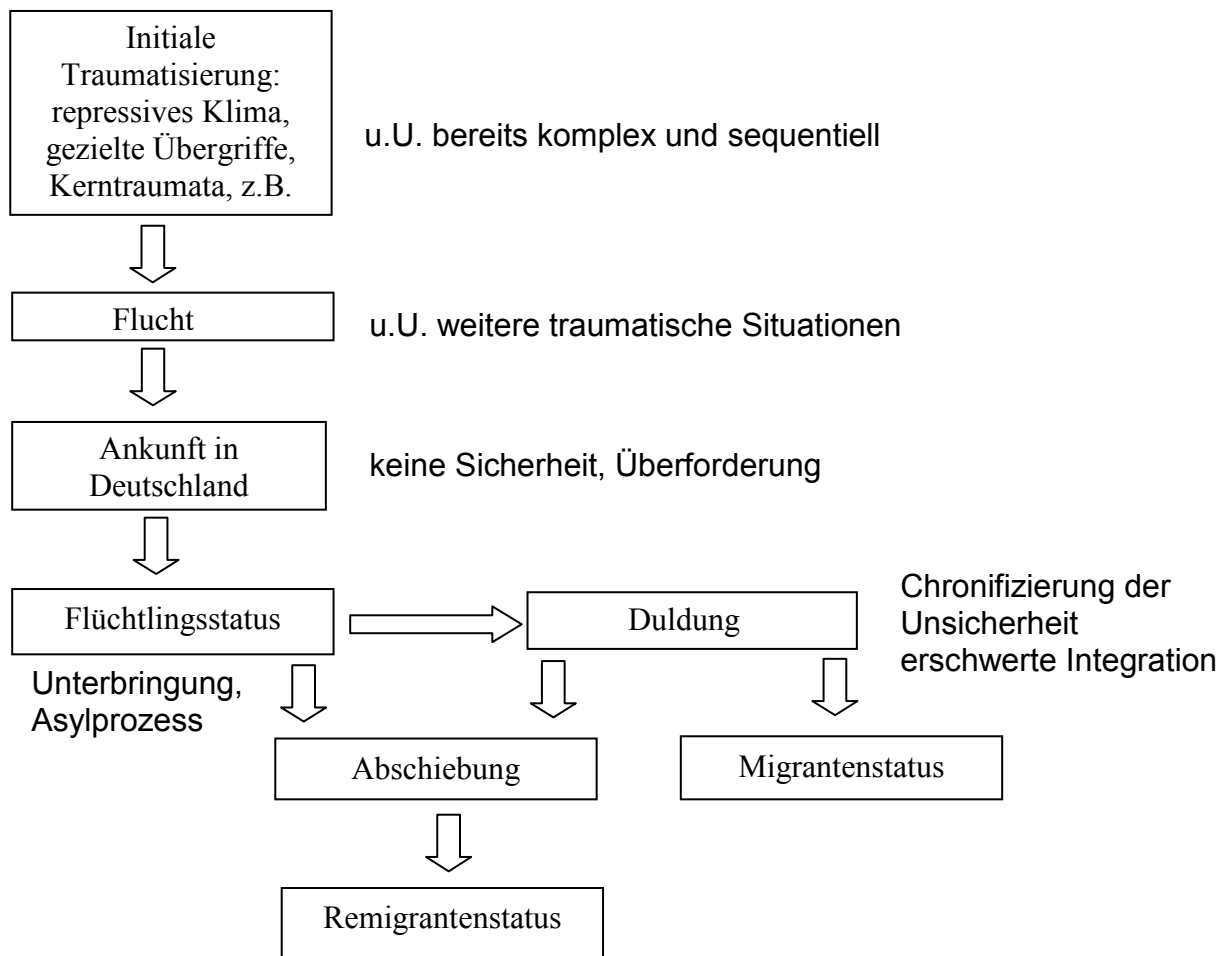 Initiale
Traumatisierung:
repressives Klima,
gezielte Übergriffe,
Kerntraumata, z.B.
u.U. bereits komplex und sequentiell
Flucht
u.U. weitere traumatische Situationen
Ankunft in
Deutschland
keine Sicherheit, Überforderung
Flüchtlingsstatus
Duldung
Chronifizierung der
Unsicherheit
erschwerte Integration
Unterbringung,
Asylprozess
Abschiebung
Migrantenstatus
Remigrantenstatus